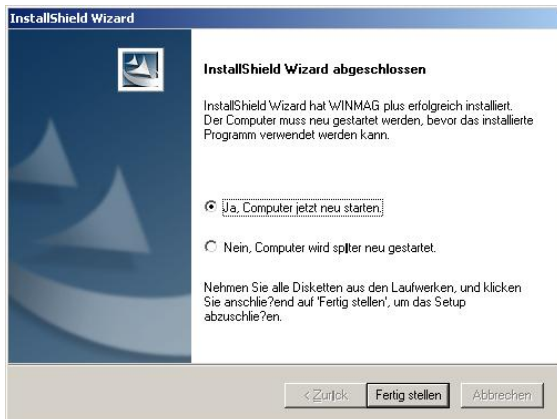 InstallShield Wizard
InstallShield Wizard abgeschlossen
InstallShield Wizard hat WINMAG plus erfolgreich installiert.
Der Computer muss neu gestartet werden, bevor das installierte
Programm verwendet werden kann.
Ja, Computer jetzt neu starten.
Nein, Computer wird spіter neu gestartet.
Nehmen Sie alle Disketten aus den Laufwerken, und klicken
Sie anschlie?end auf 'Fertig stellen', um das Setup
abzuschlie?en.
< Zurіck
Fertig stellen
Abbrechen